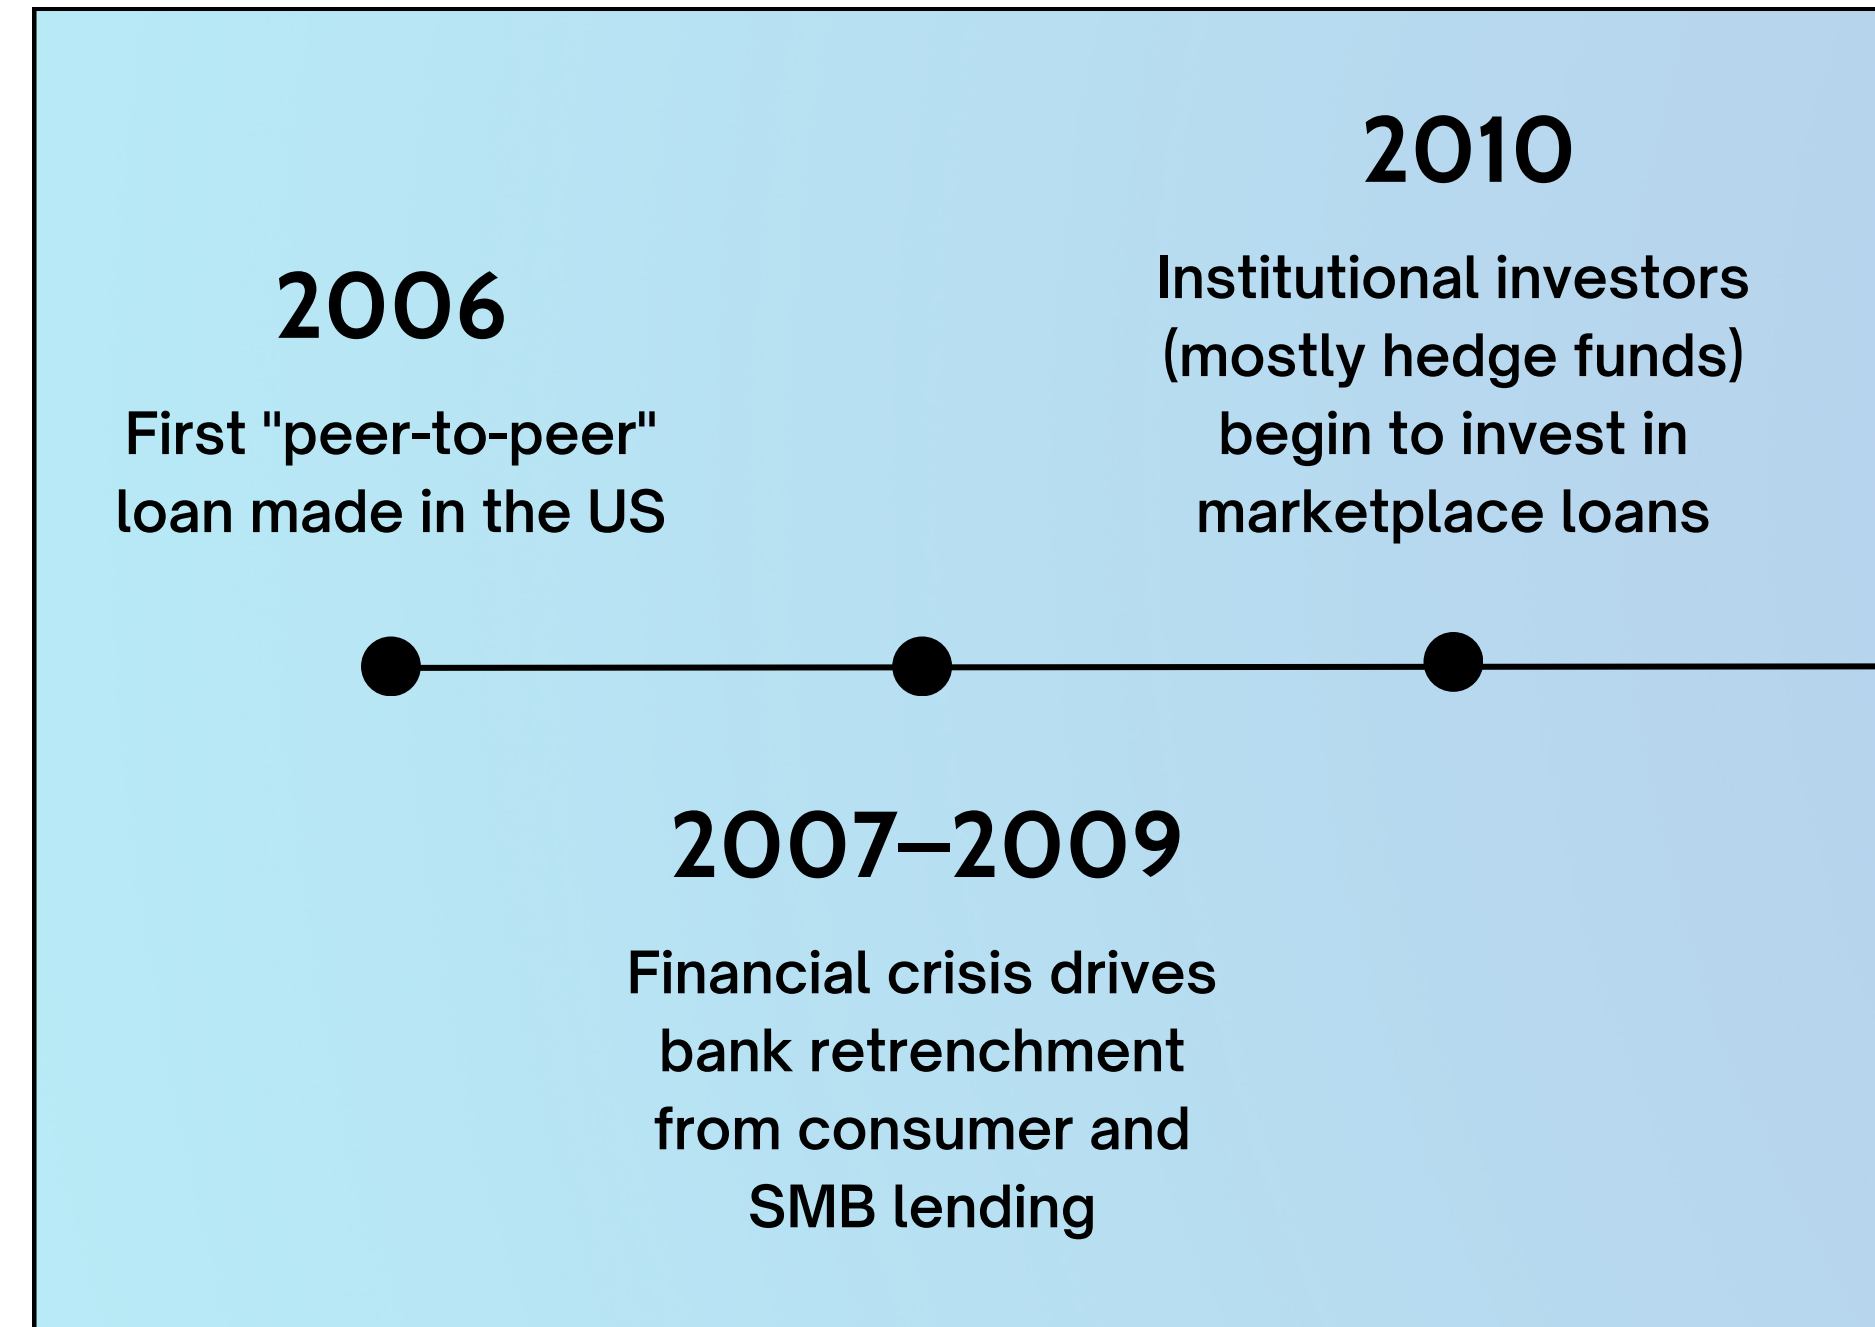 2006
First "peer-to-peer"
loan made in the US
2007–2009
Financial crisis drives
bank retrenchment
from consumer and
SMB lending
2010
Institutional investors
(mostly hedge funds)
begin to invest in
marketplace loans